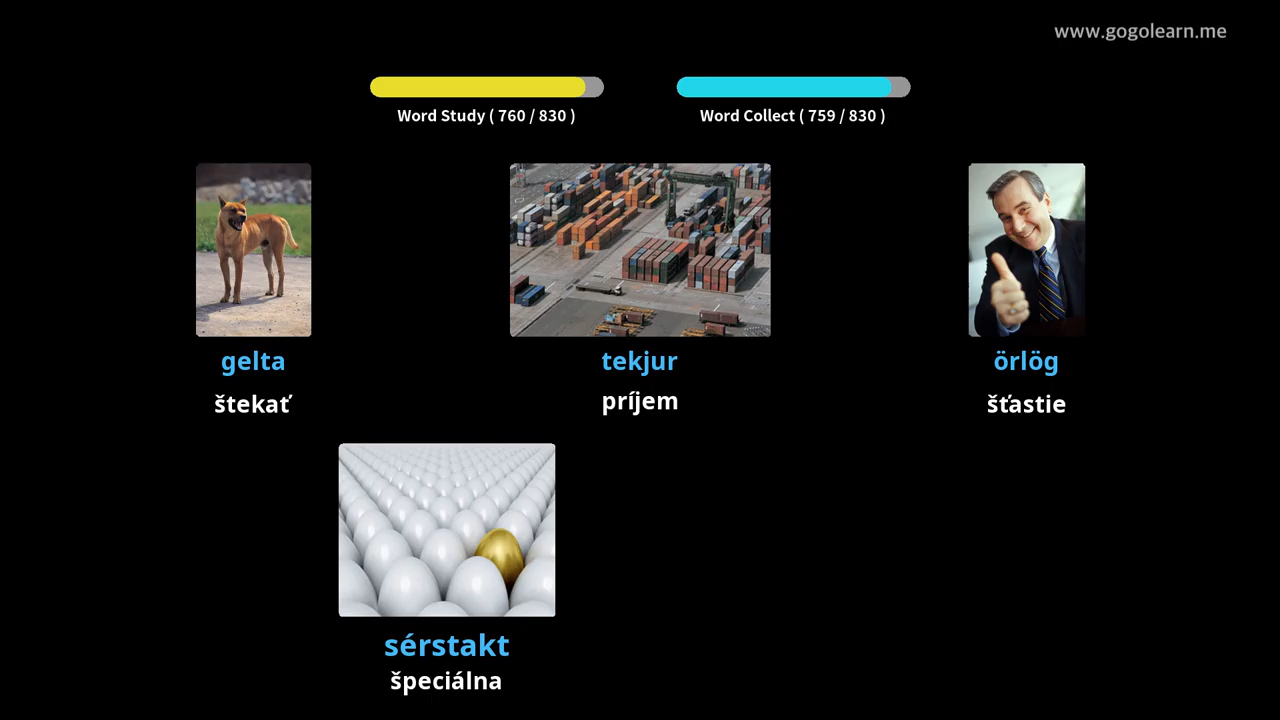 www.gogolearn.me
Word Study ( 760 / 830 )
Word Collect ( 759 / 830 )
gelta
tekjur
örlög
štekať
príjem
šťastie
sérstakt
špeciálna